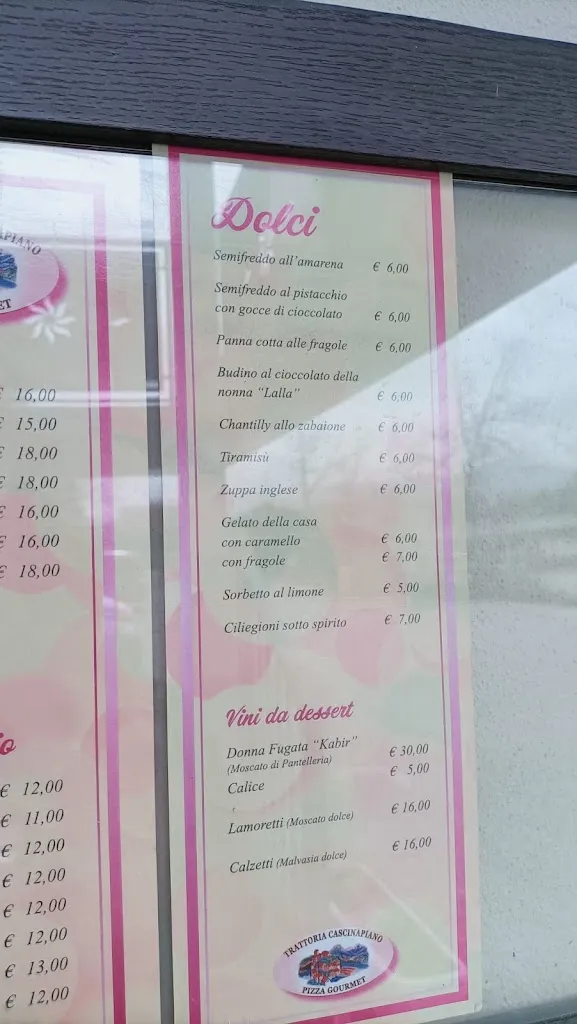 APIANO
ET
€ 16,00
€ 15,00
€ 18,00
€ 18,00
€ 16,00
€ 16,00
€ 18,00
o
€ 12,00
€ 11,00
€ 12,00
€ 12,00
€ 12,00
€ 12,00
€ 13,00
€ 12,00
Dolci
Semifreddo all'amarena € 6,00
Semifreddo al pistacchio
con gocce di cioccolato € 6,00
Panna cotta alle fragole € 6,00
Budino al cioccolato della
nonna "Lalla" € 6,00
Chantilly allo zabaione € 6,00
Tiramisù € 6,00
Zuppa inglese € 6,00
Gelato della casa
con caramello € 6,00
con fragole € 7,00
Sorbetto al limone € 5,00
Ciliegioni sotto spirito € 7,00
Vini da dessert
Donna Fugata "Kabir" € 30,00
(Moscato di Pantelleria)
Calice € 5,00
Lamoretti (Moscato dolce) € 16,00
Calzetti (Malvasia dolce) € 16,00
TRATTORIA CASCINAPIANO
PIZZA GOURMET